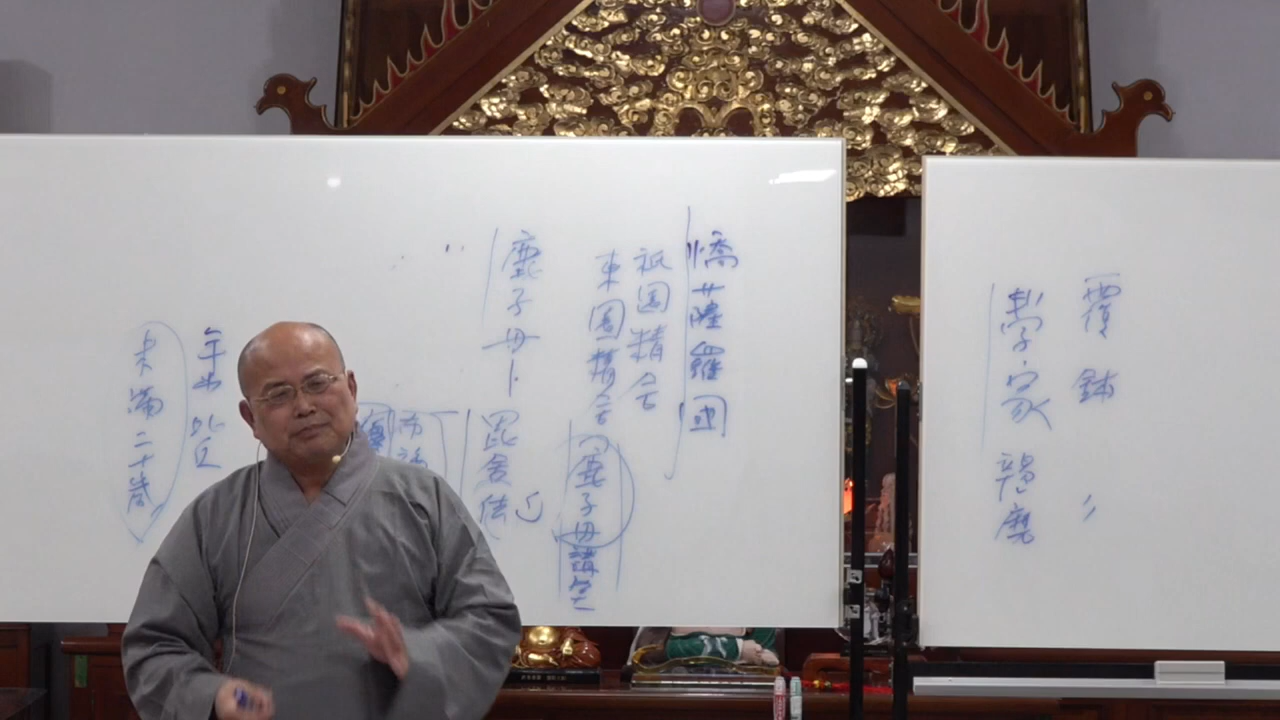 覆鉢
學家羯磨
憍薩羅國
祇園精舍
東園精舍
鹿子母講堂
鹿子母
毘舍佉
年少比丘
未滿二十歲